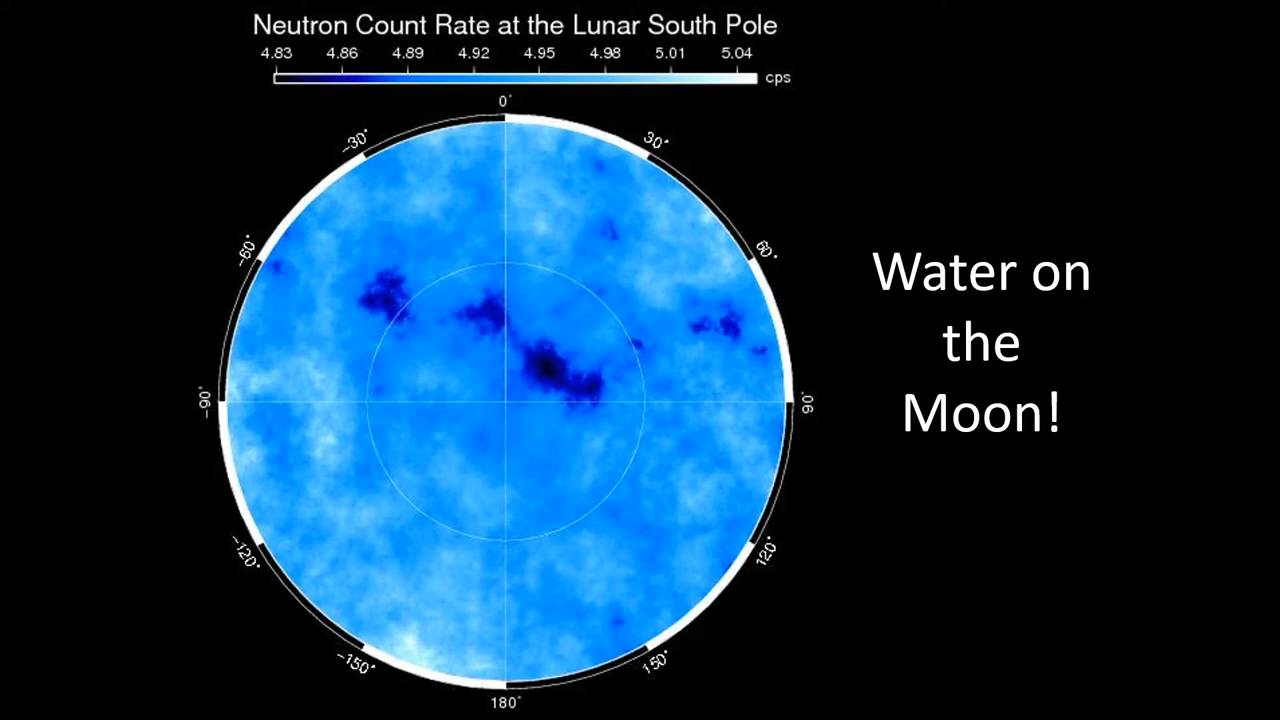 Neutron Count Rate at the Lunar South Pole
4.83 4.86 4.89 4.92 4.95 4.98 5.01 5.04
cps
0°
-30° 30°
-60° 60°
-90° 90°
-120° 120°
-150° 150°
180°
Water on
the
Moon!